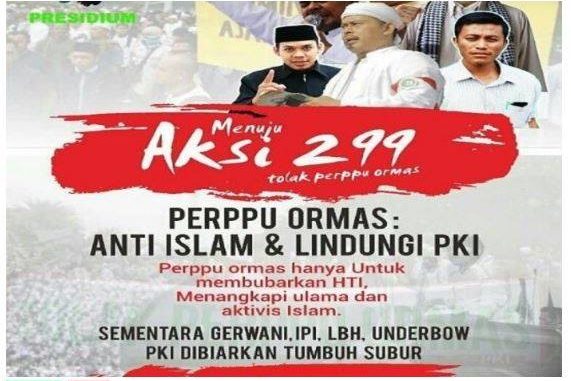 PRESIDIUM
Menuju
AKSI 299
tolak perppu ormas
PERPPU ORMAS:
ANTI ISLAM & LINDUNGI PKI
Perppu ormas hanya Untuk
membubarkan HTI,
Menangkapi ulama dan
aktivis Islam.
SEMENTARA GERWANI,IPI, LBH, UNDERBOW
PKI DIBIARKAN TUMBUH SUBUR